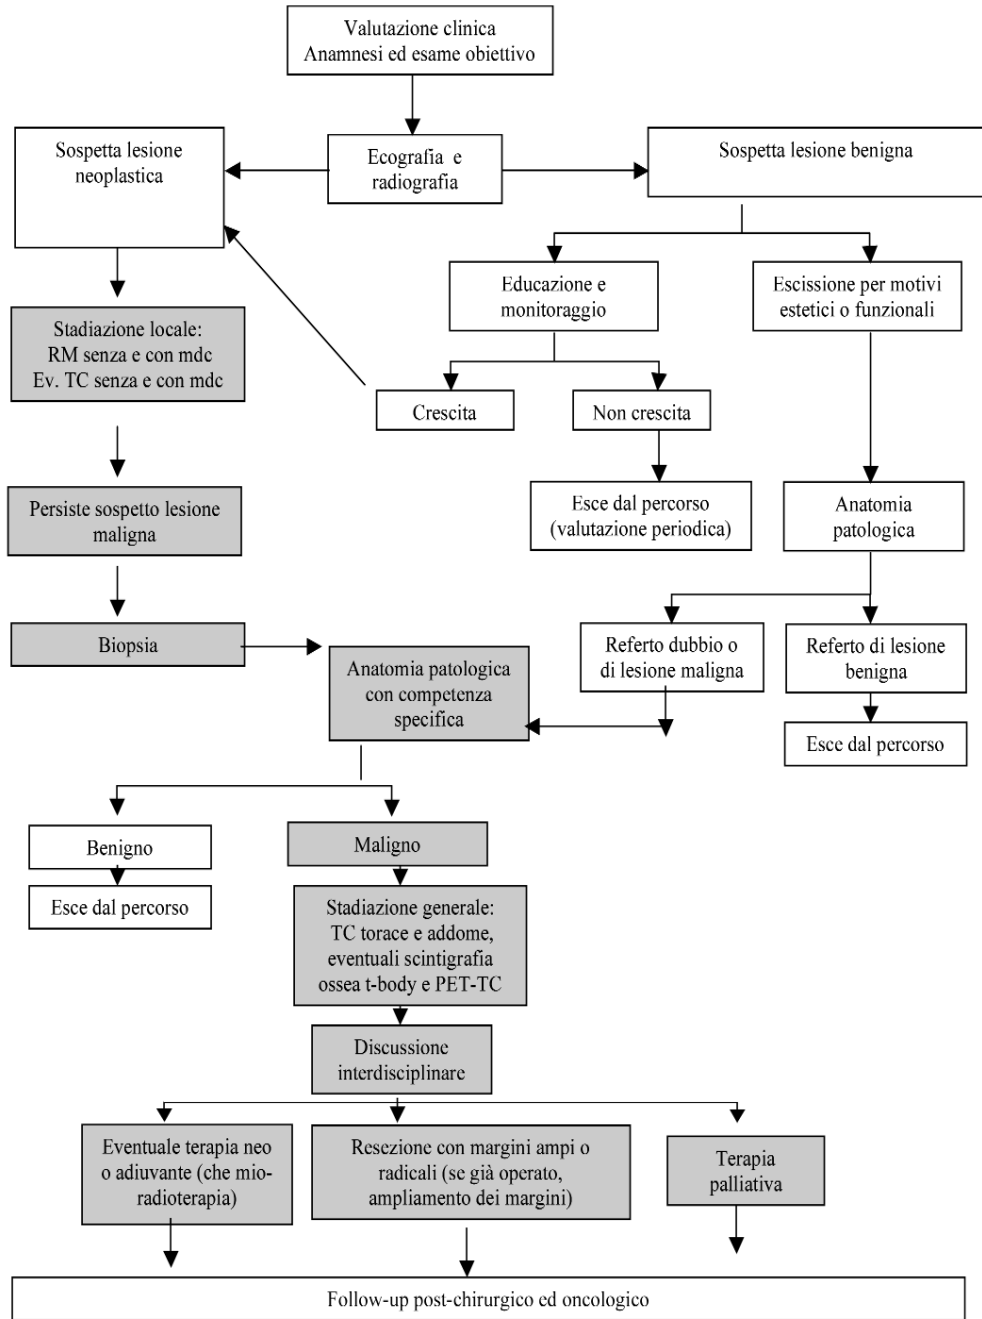 Valutazione clinica
Anamnesi ed esame obiettivo
Sospetta lesione
neoplastica
Ecografia e
radiografia
Sospetta lesione benigna
Educazione e
monitoraggio
Escissione per motivi
estetici o funzionali
Stadiazione locale:
RM senza e con mdc
Ev. TC senza e con mdc
Crescita
Non crescita
Persiste sospetto lesione
maligna
Esce dal percorso
(valutazione periodica)
Anatomia
patologica
Biopsia
Anatomia patologica
con competenza
specifica
Referto dubbio o
di lesione maligna
Referto di lesione
benigna
Esce dal percorso
Benigno
Maligno
Esce dal percorso
Stadiazione generale:
TC torace e addome,
eventuali scintigrafia
ossea t-body e PET-TC
Discussione
interdisciplinare
Eventuale terapia neo
o adiuvante (che mio-
radioterapia)
Resezione con margini ampi o
radicali (se già operato,
ampliamento dei margini)
Terapia
palliativa
Follow-up post-chirurgico ed oncologico